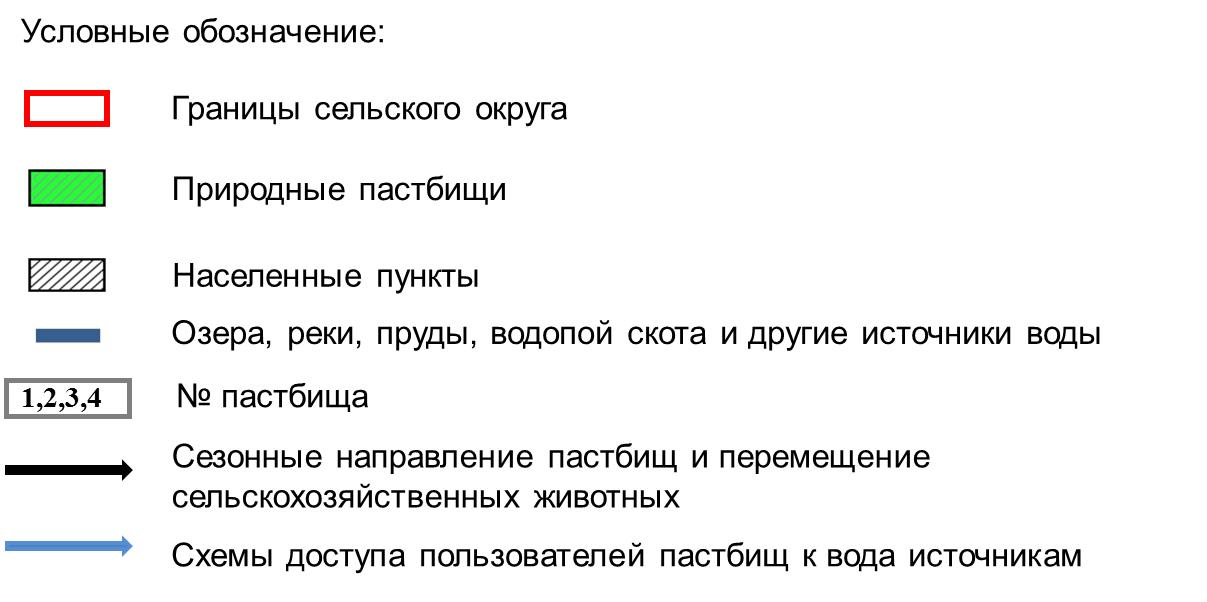 Условные обозначение:
Границы сельского округа
Природные пастбищи
Населенные пункты
Озера, реки, пруды, водопой скота и другие источники воды
1,2,3,4 № пастбища
Сезонные направление пастбищ и перемещение
сельскохозяйственных животных
Схемы доступа пользователей пастбищ к вода источникам